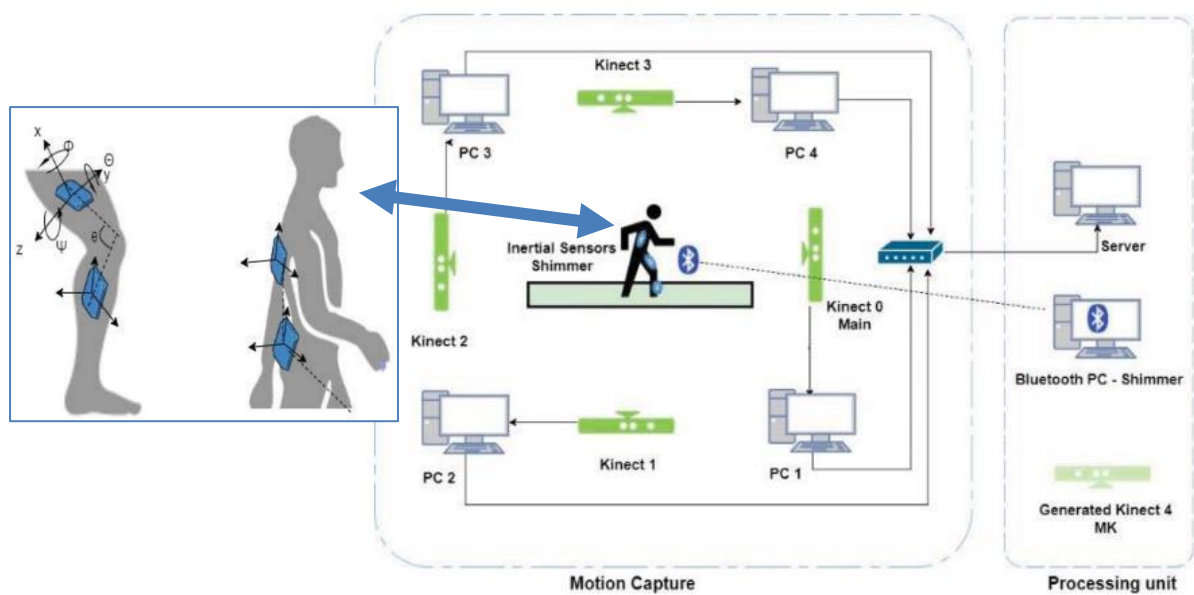 X
Φ
Θ
y
Z
Ψ
θ
Kinect 3
PC 3
PC 4
Inertial Sensors
Shimmer
Kinect 2
Kinect 0
Main
PC 2
Kinect 1
PC 1
Motion Capture
Server
Bluetooth PC - Shimmer
Generated Kinect 4
MK
Processing unit